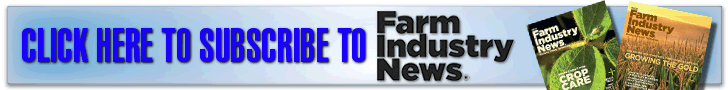 CLICK HERE TO SUBSCRIBE TO
Farm
Industry
News®
Farm
Industry
News
CROP
CARE
Farm
Industry
News
GROWING THE GOLD